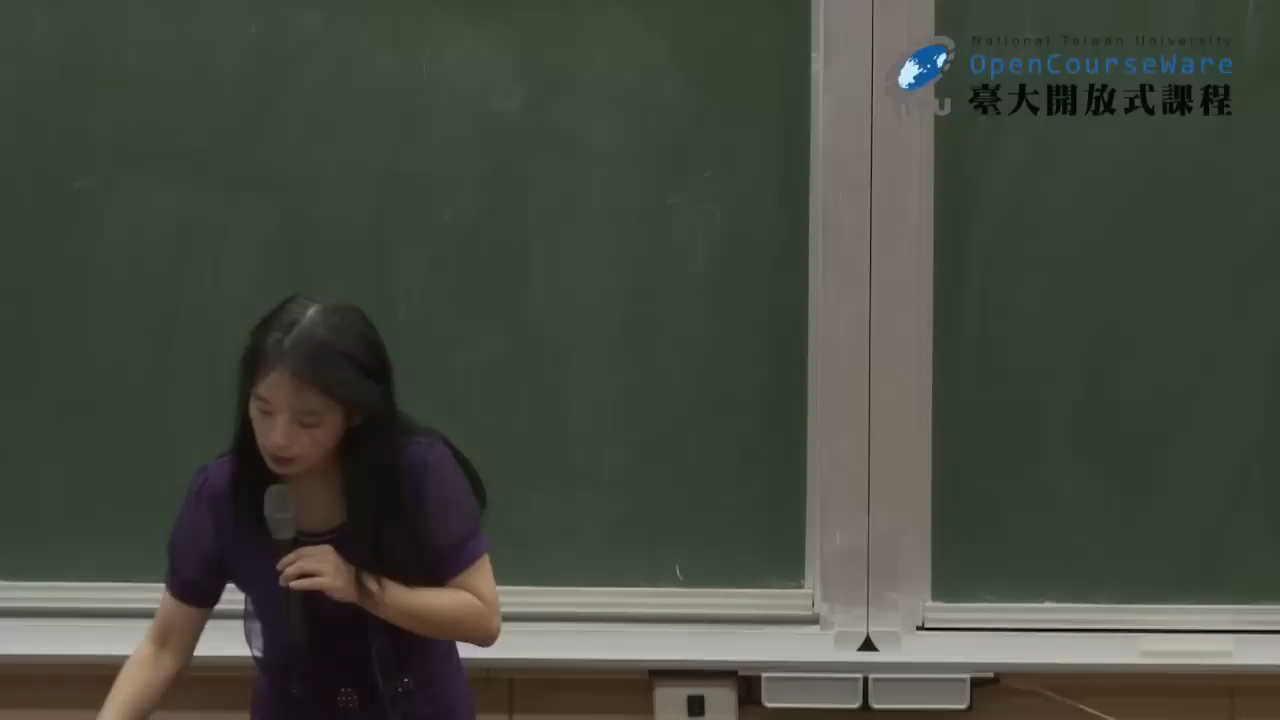 National Taiwan University
OpenCourseWare
臺大開放式課程